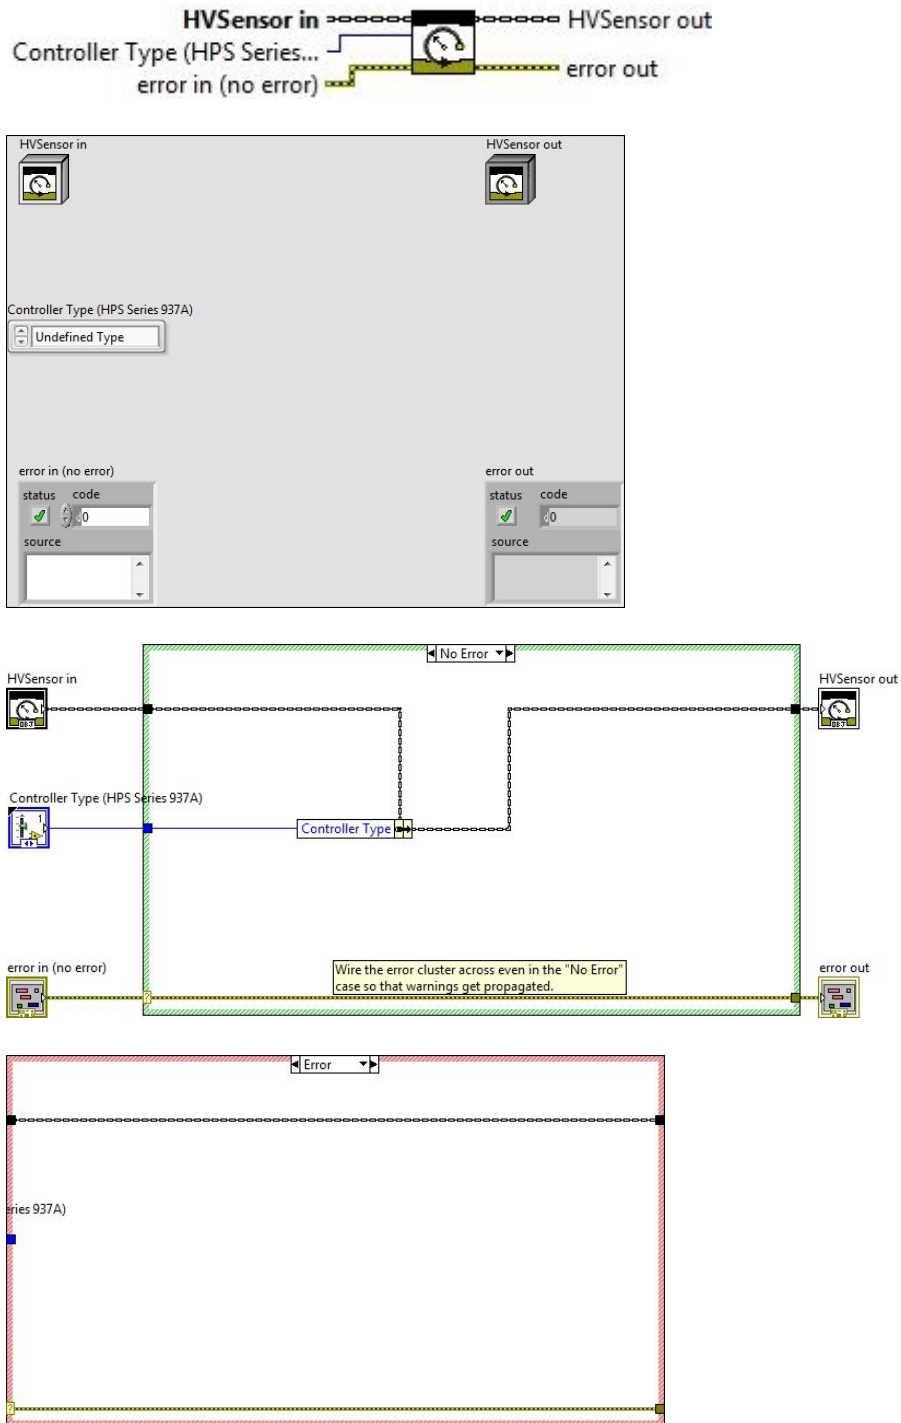 HVSensor in
HVSensor out
Controller Type (HPS Series...
error in (no error)
error out
HVSensor in
HVSensor out
Controller Type (HPS Series 937A)
Undefined Type
error in (no error)
error out
status code
status code
0
0
source
source
No Error
HVSensor in
HVSensor out
OBJ
OBJ
Controller Type (HPS Series 937A)
1
Controller Type
error in (no error)
Wire the error cluster across even in the "No Error"
case so that warnings get propagated.
error out
?
Error
eries 937A)
?